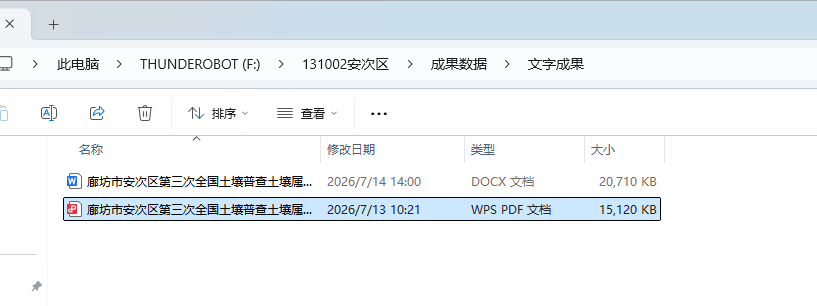 此电脑 > THUNDEROBOT (F:) > 131002安次区 > 成果数据 > 文字成果
排序 查看 ...
名称 修改日期 类型 大小
廊坊市安次区第三次全国土壤普查土壤属... 2026/7/14 14:00 DOCX 文档 20,710 KB
廊坊市安次区第三次全国土壤普查土壤属... 2026/7/13 10:21 WPS PDF 文档 15,120 KB